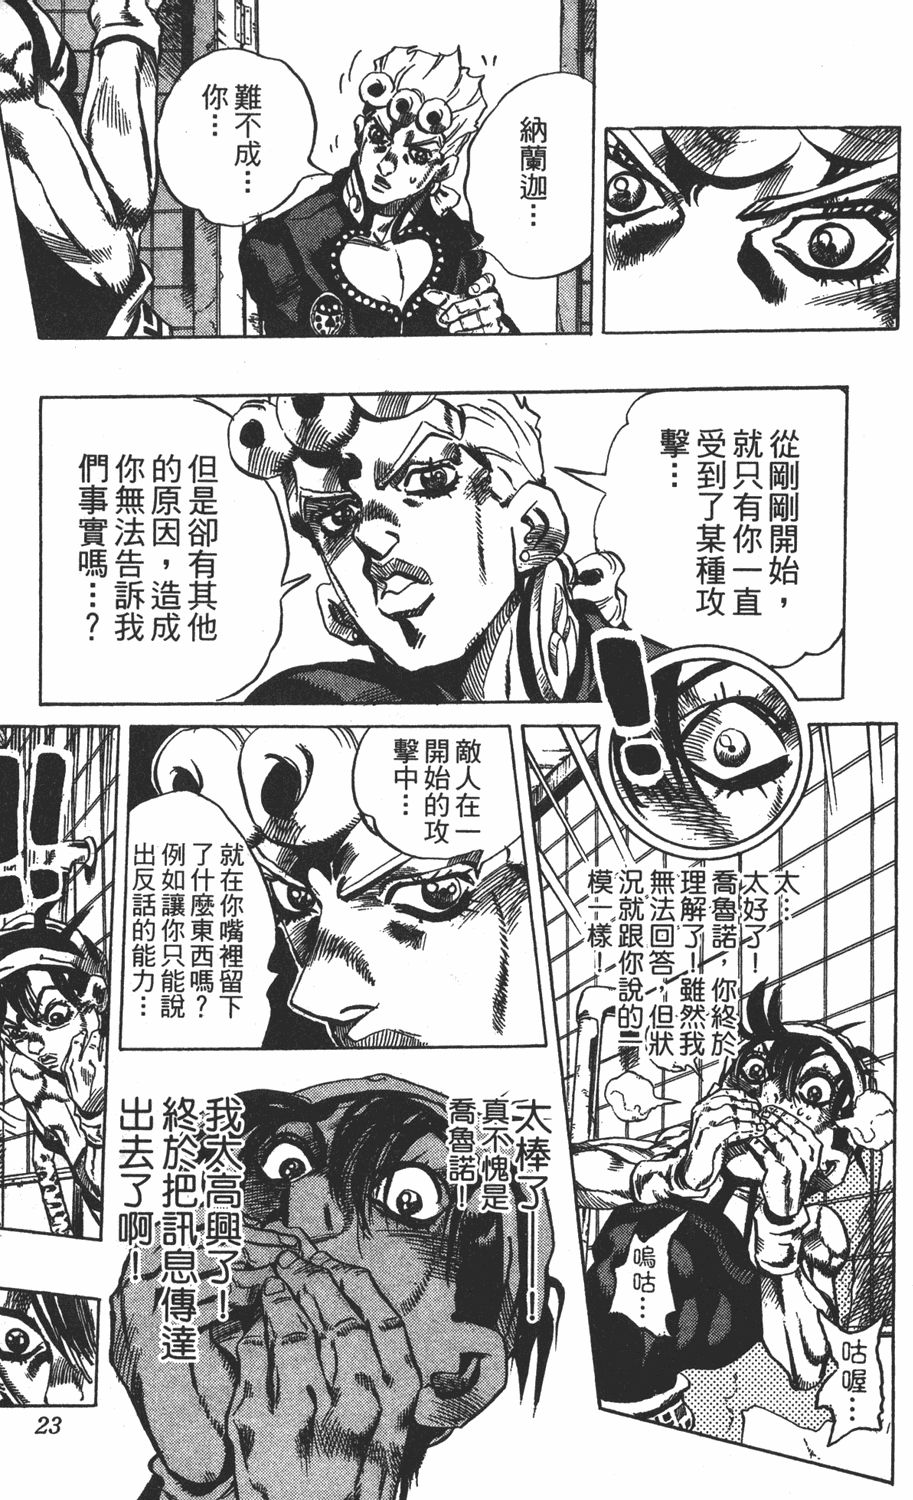 納蘭迦…
難不成…
你…
從剛剛開始，
就只有你一直
受到了某種攻
擊…
但是卻有其他
的原因，造成
你無法告訴我
們事實嗎…？
太…
太好了！
喬魯諾，你終於
理解了！雖然我
無法回答，但狀
況就跟你說的一
模一樣！
嗚咕…
咕喔…
敵人在一
開始的攻
擊中…
就在你嘴裡留下
了什麼東西嗎？
例如讓你只能說
出反話的能力…
太棒了——！
真不愧是
喬魯諾！
我太高興了！
終於把訊息傳達
出去了啊！
23